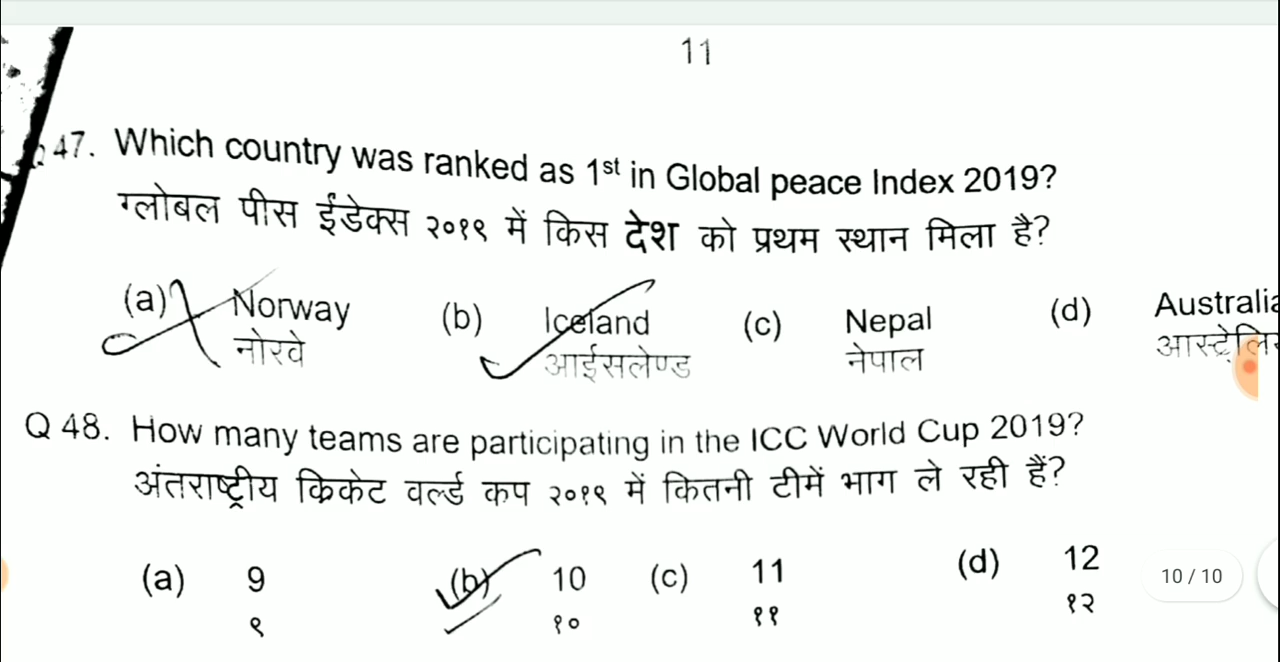 11
47. Which country was ranked as 1st in Global peace Index 2019?
ग्लोबल पीस ईंडेक्स २०१९ में किस देश को प्रथम स्थान मिला है?
(a) Norway (b) Iceland (c) Nepal (d) Australia
नोरवे आईसलेण्ड नेपाल
Q 48. How many teams are participating in the ICC World Cup 2019?
अंतराष्ट्रीय क्रिकेट वर्ल्ड कप २०१९ में कितनी टीमें भाग ले रही हैं?
(a) 9 (b) 10 (c) 11 (d) 12
९ १० ११ १२
10 / 10